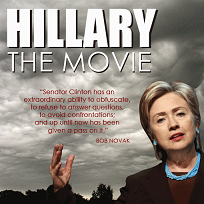 HILLARY
THE MOVIE
"Senator Clinton has an
extraordinary ability to obfuscate,
to refuse to answer questions,
to avoid confrontations;
and up until now has been
given a pass on it."
BOB NOVAK